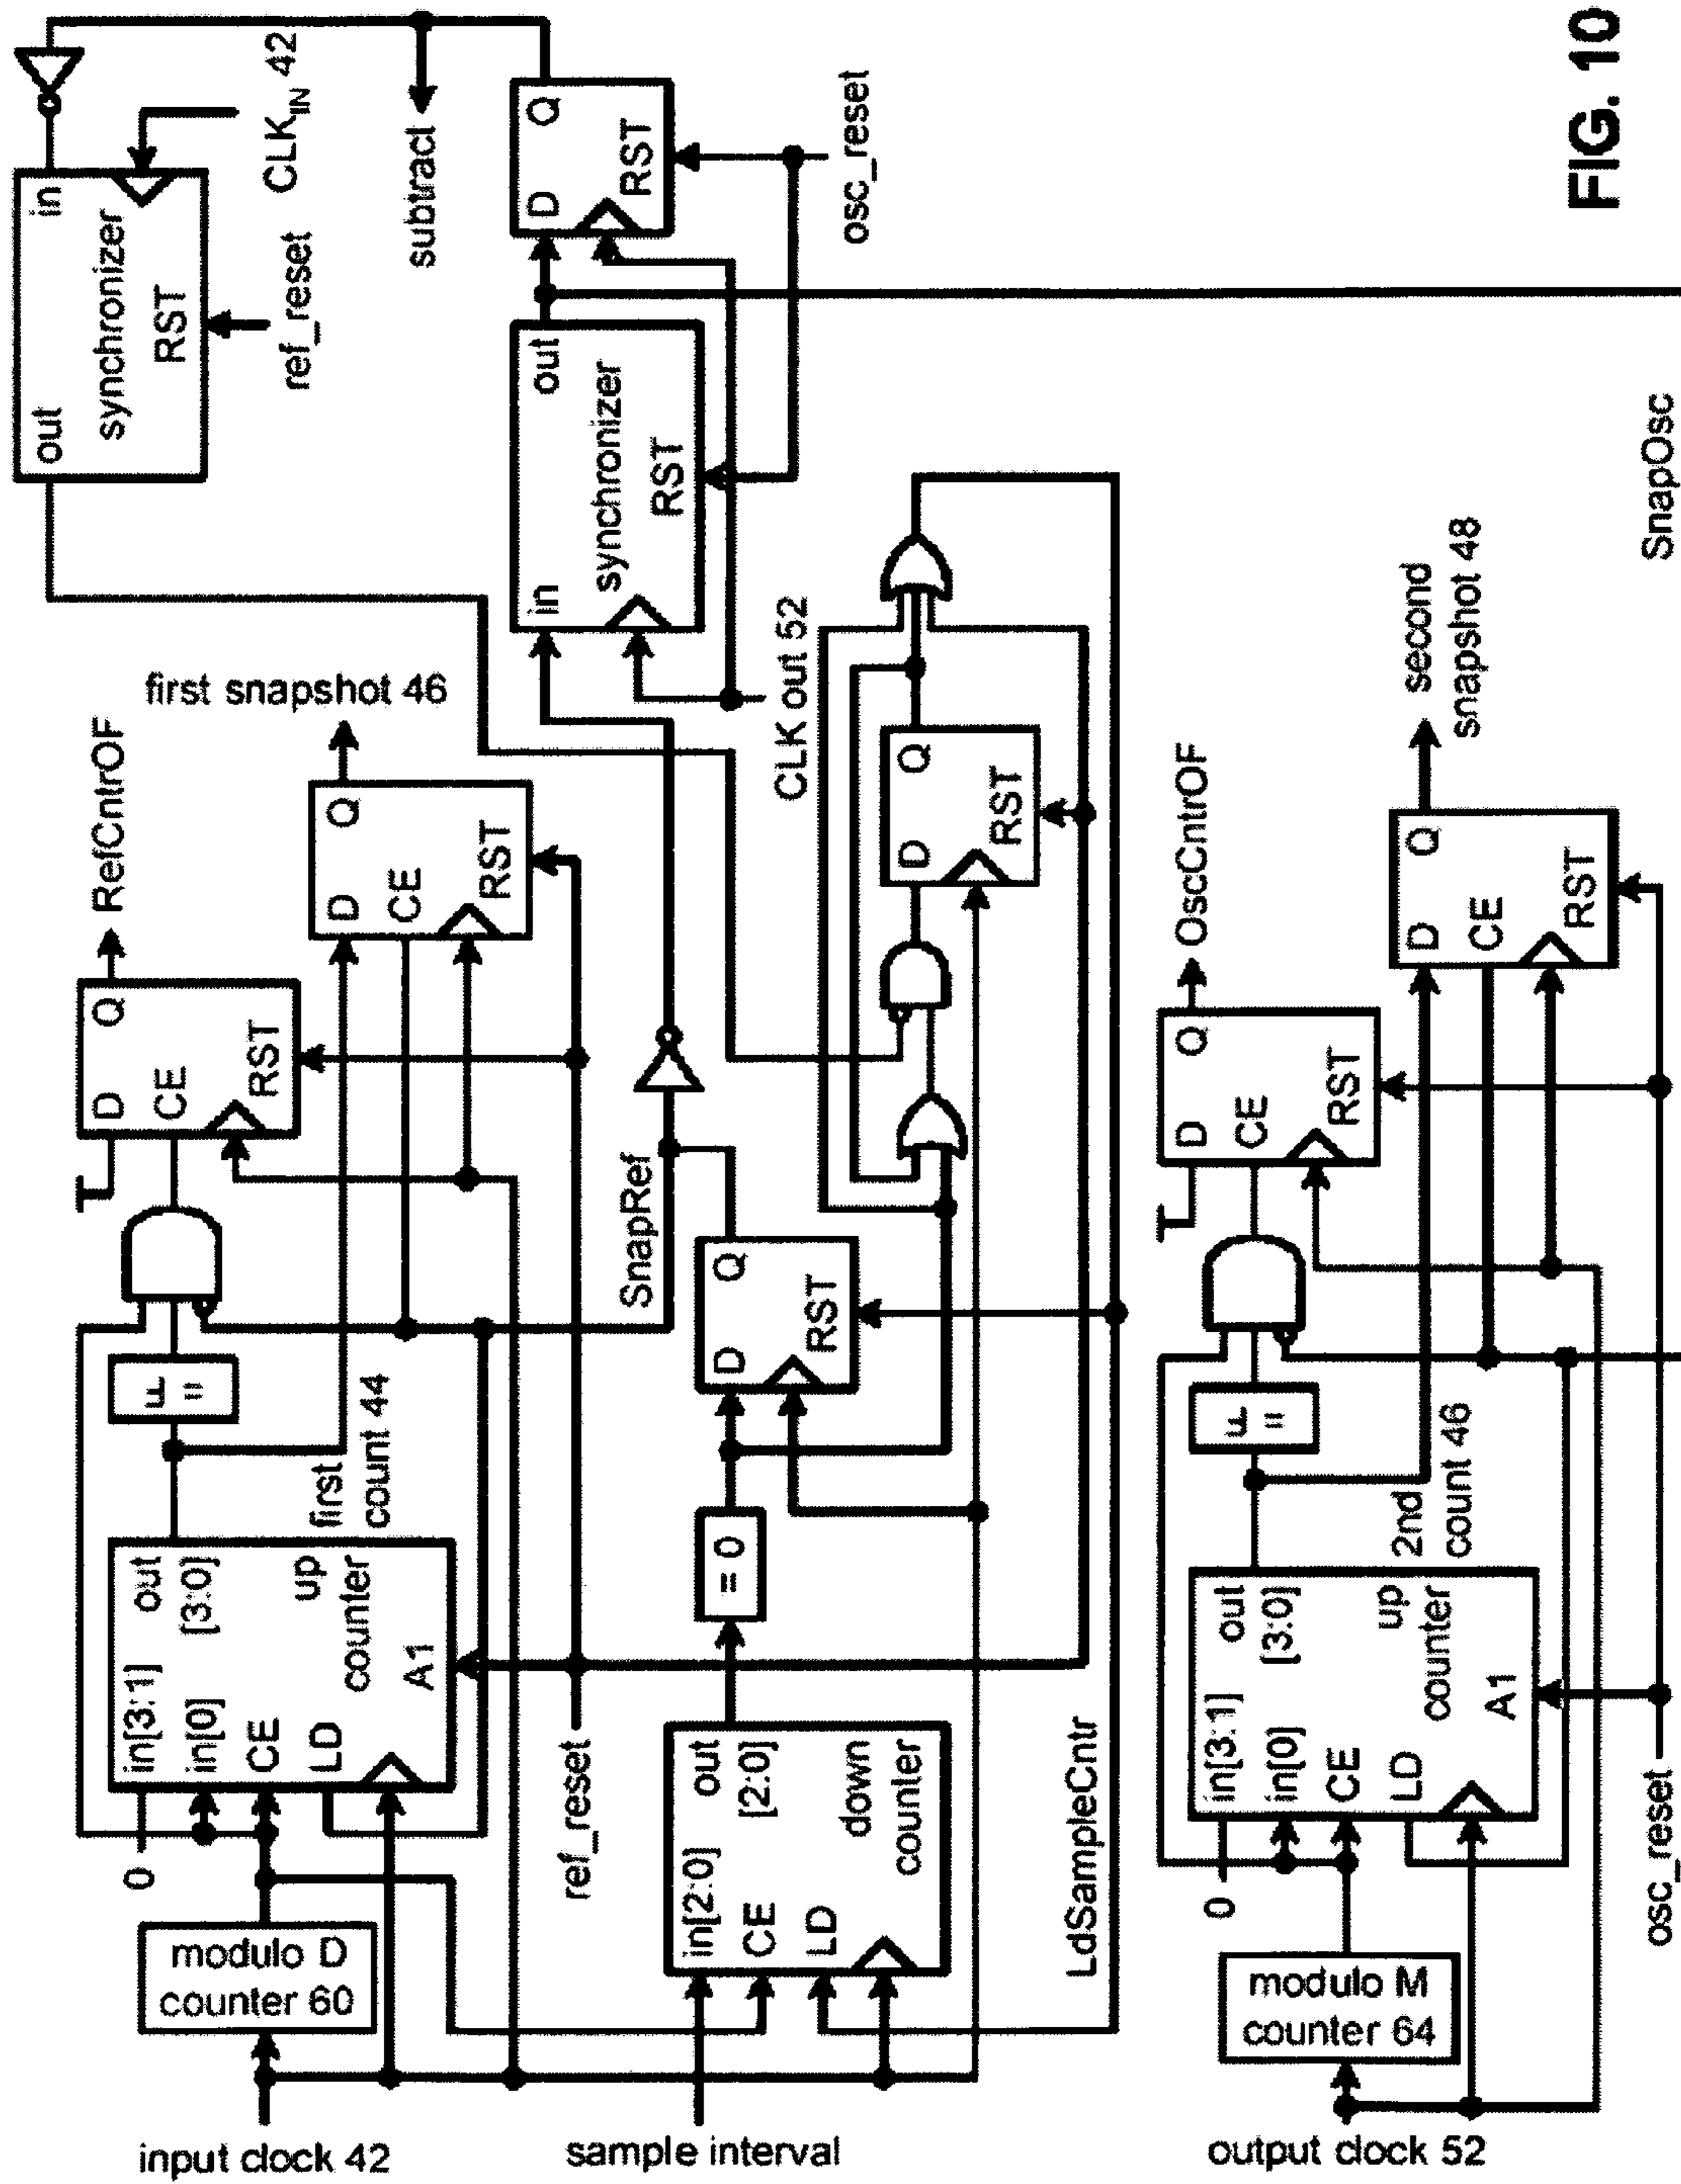 out
in
synchronizer
RST
CLK_IN 42
ref_reset
subtract
D
Q
RST
osc_reset
in
out
synchronizer
RST
CLK out 52
first snapshot 46
RefCntrOF
D
Q
CE
RST
D
Q
CE
RST
= F
first
count 44
in[3:1]
out
in[0]
[3:0]
CE
up
LD
counter
A1
0
modulo D
counter 60
input clock 42
ref_reset
SnapRef
D
Q
RST
= 0
D
Q
RST
in[2:0]
out
[2:0]
CE
down
LD
counter
LdSampleCntr
sample interval
OscCntrOF
D
Q
CE
RST
second
snapshot 48
D
Q
CE
RST
= F
2nd
count 46
in[3:1]
out
in[0]
[3:0]
CE
up
LD
counter
A1
0
modulo M
counter 64
output clock 52
osc_reset
SnapOsc
FIG. 10